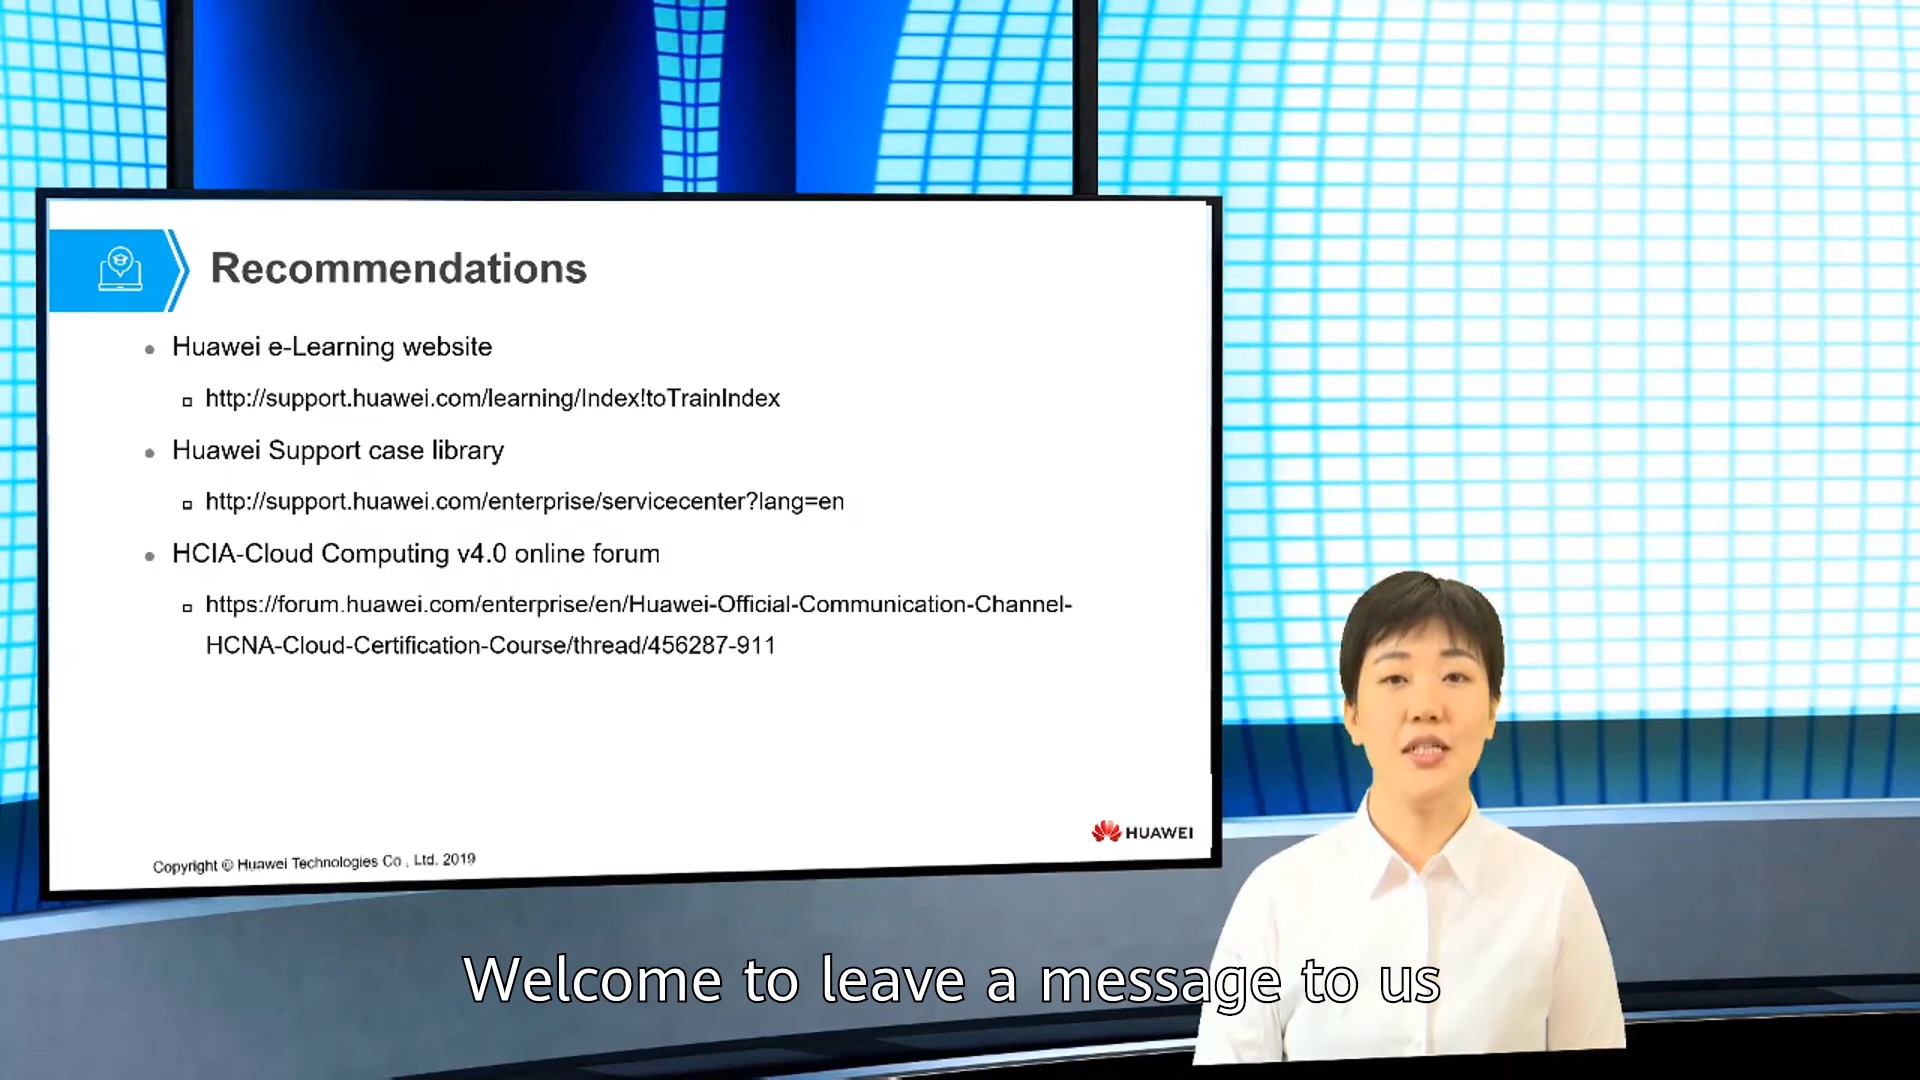 Recommendations
Huawei e-Learning website
http://support.huawei.com/learning/Index!toTrainIndex
Huawei Support case library
http://support.huawei.com/enterprise/servicecenter?lang=en
HCIA-Cloud Computing v4.0 online forum
https://forum.huawei.com/enterprise/en/Huawei-Official-Communication-Channel-
HCNA-Cloud-Certification-Course/thread/456287-911
HUAWEI
Copyright © Huawei Technologies Co., Ltd. 2019
Welcome to leave a message to us